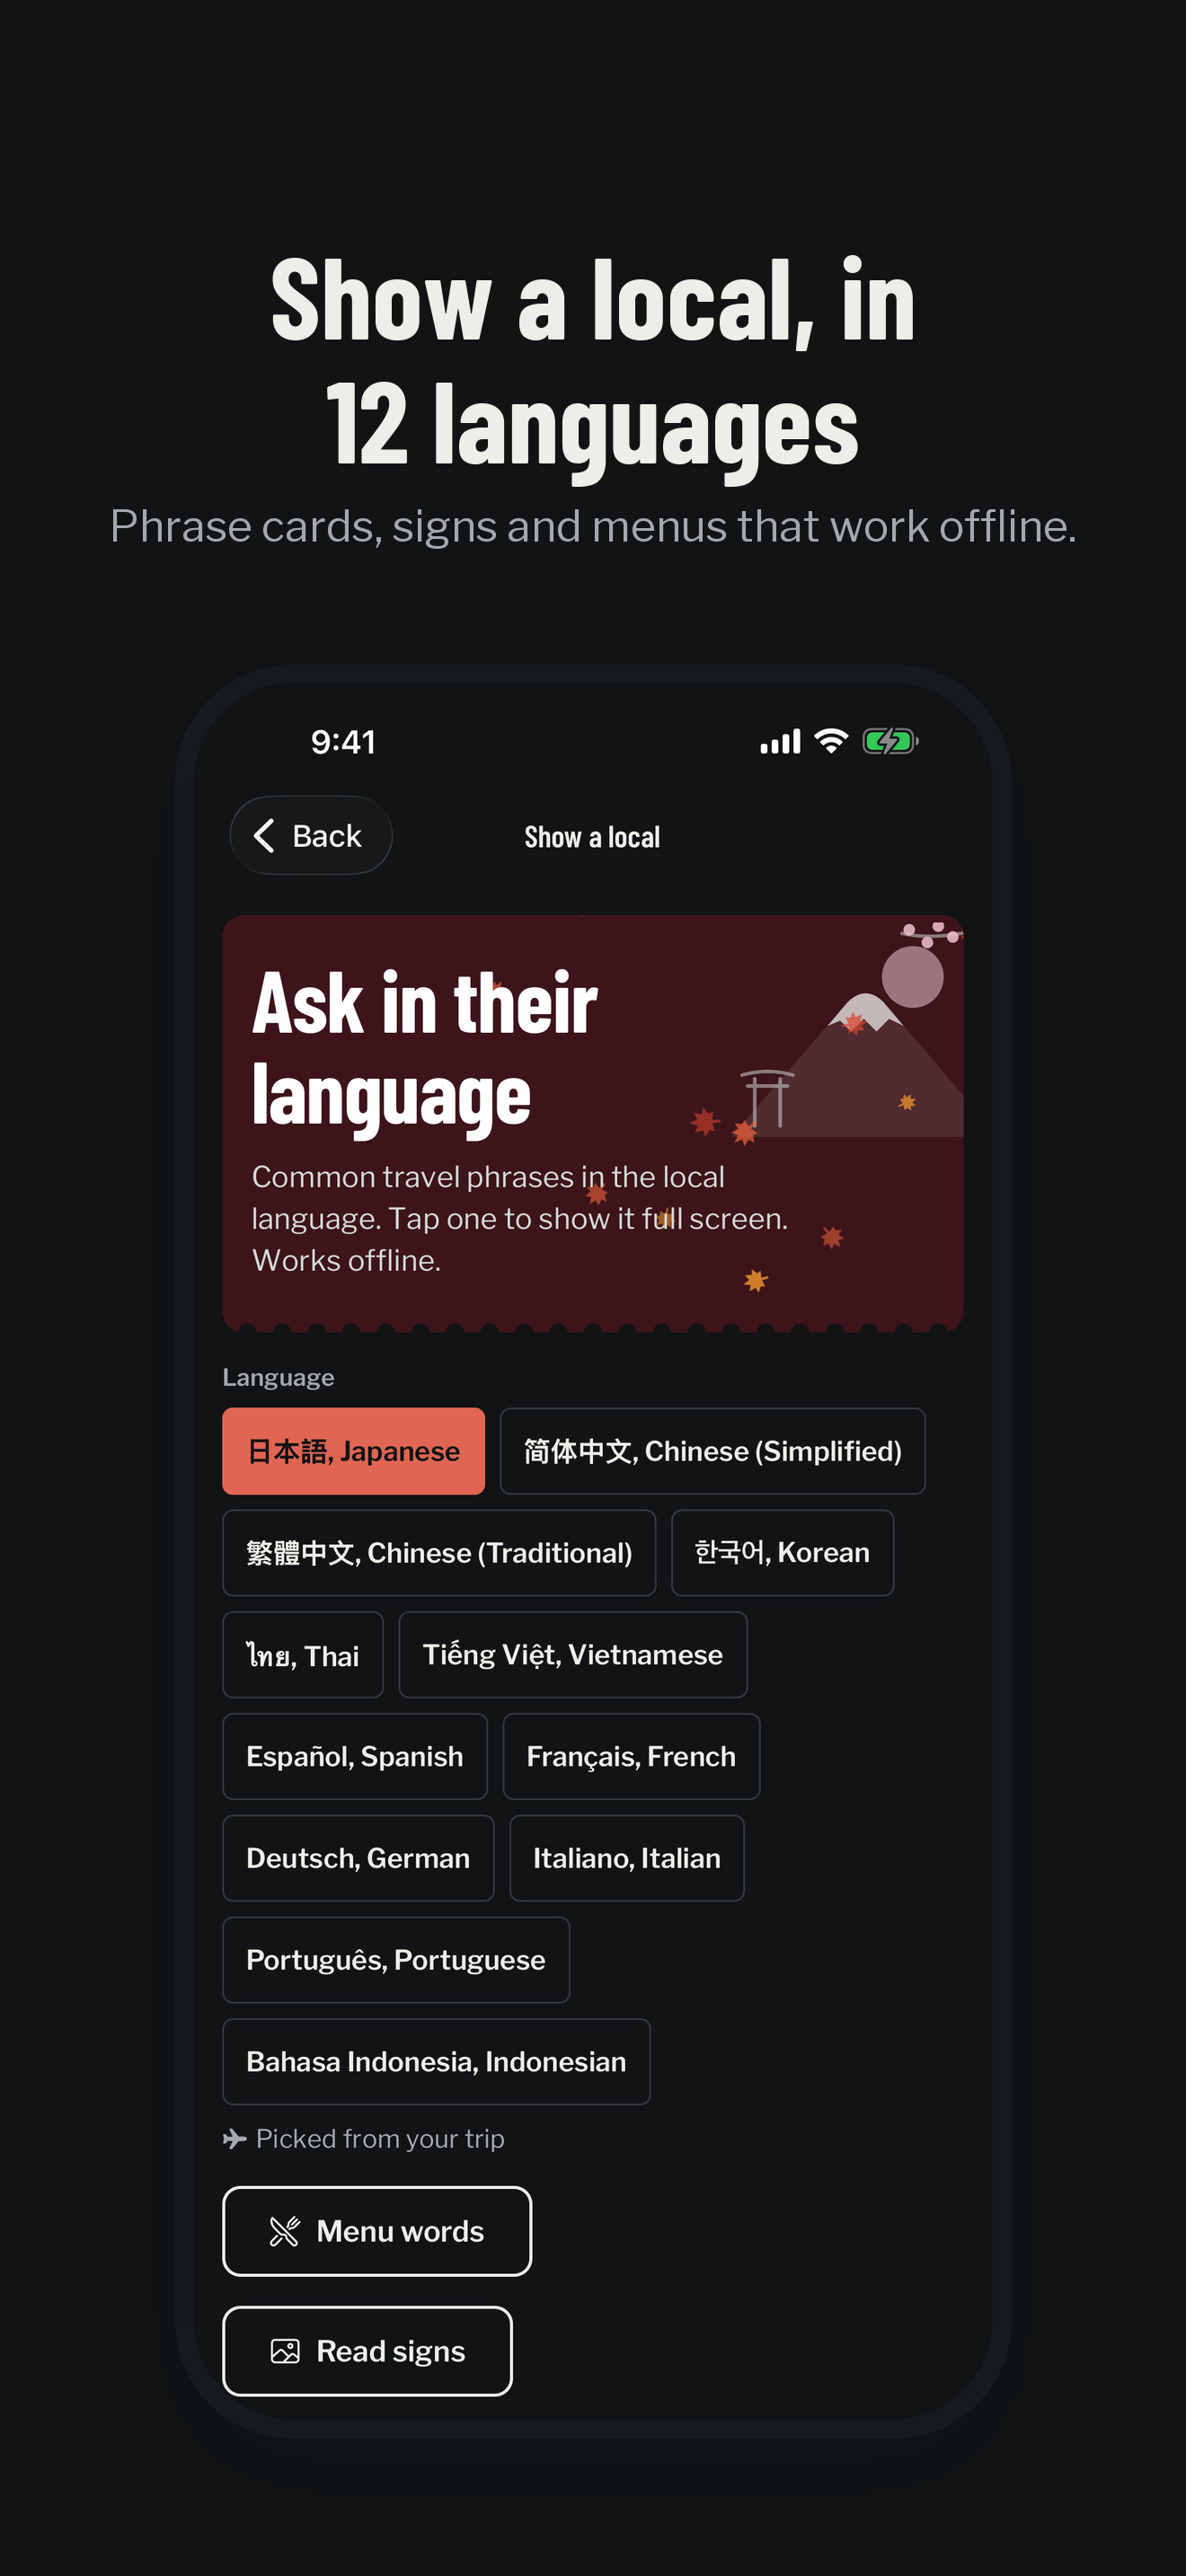 Show a local, in
12 languages
Phrase cards, signs and menus that work offline.
9:41
Back
Show a local
Ask in their
language
Common travel phrases in the local
language. Tap one to show it full screen.
Works offline.
Language
日本語, Japanese
简体中文, Chinese (Simplified)
繁體中文, Chinese (Traditional)
한국어, Korean
ไทย, Thai
Tiếng Việt, Vietnamese
Español, Spanish
Français, French
Deutsch, German
Italiano, Italian
Português, Portuguese
Bahasa Indonesia, Indonesian
Picked from your trip
Menu words
Read signs